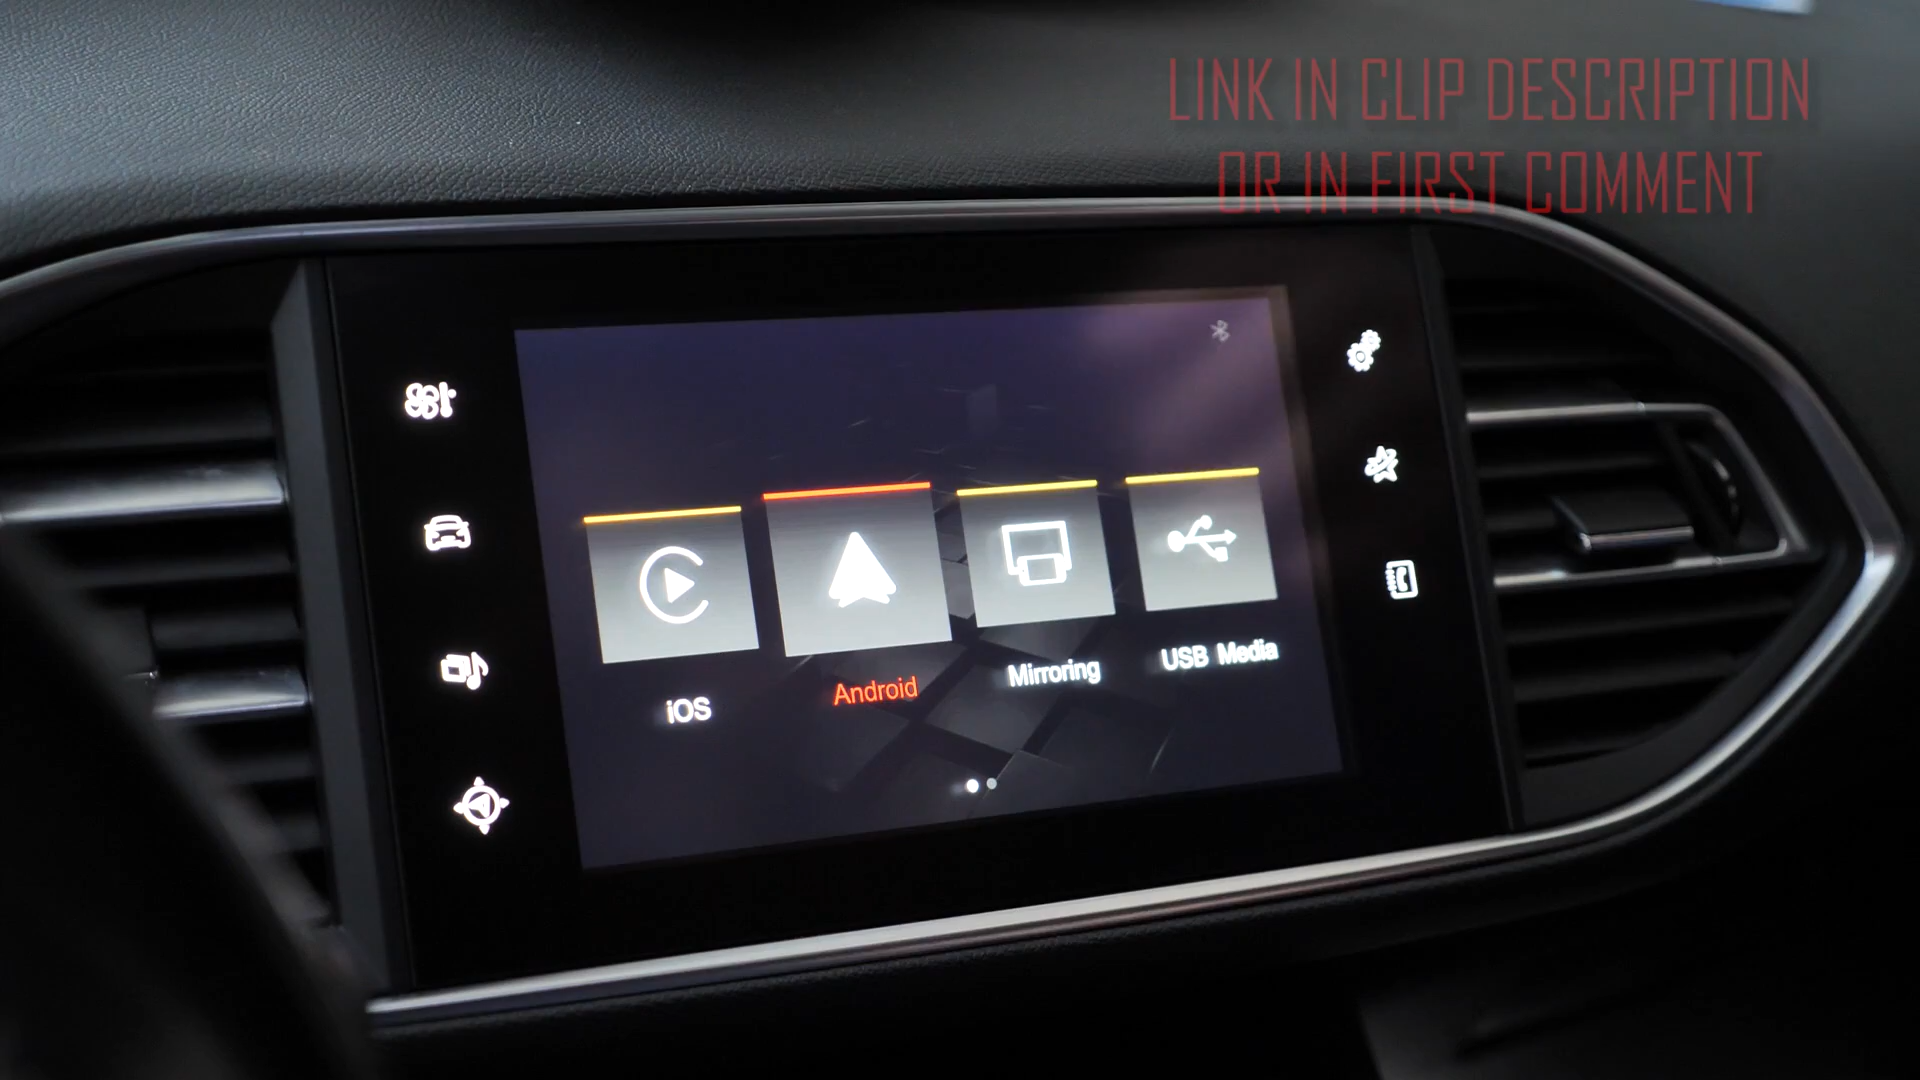 LINK IN CLIP DESCRIPTION
OR IN FIRST COMMENT
iOS
Android
Mirroring
USB Media